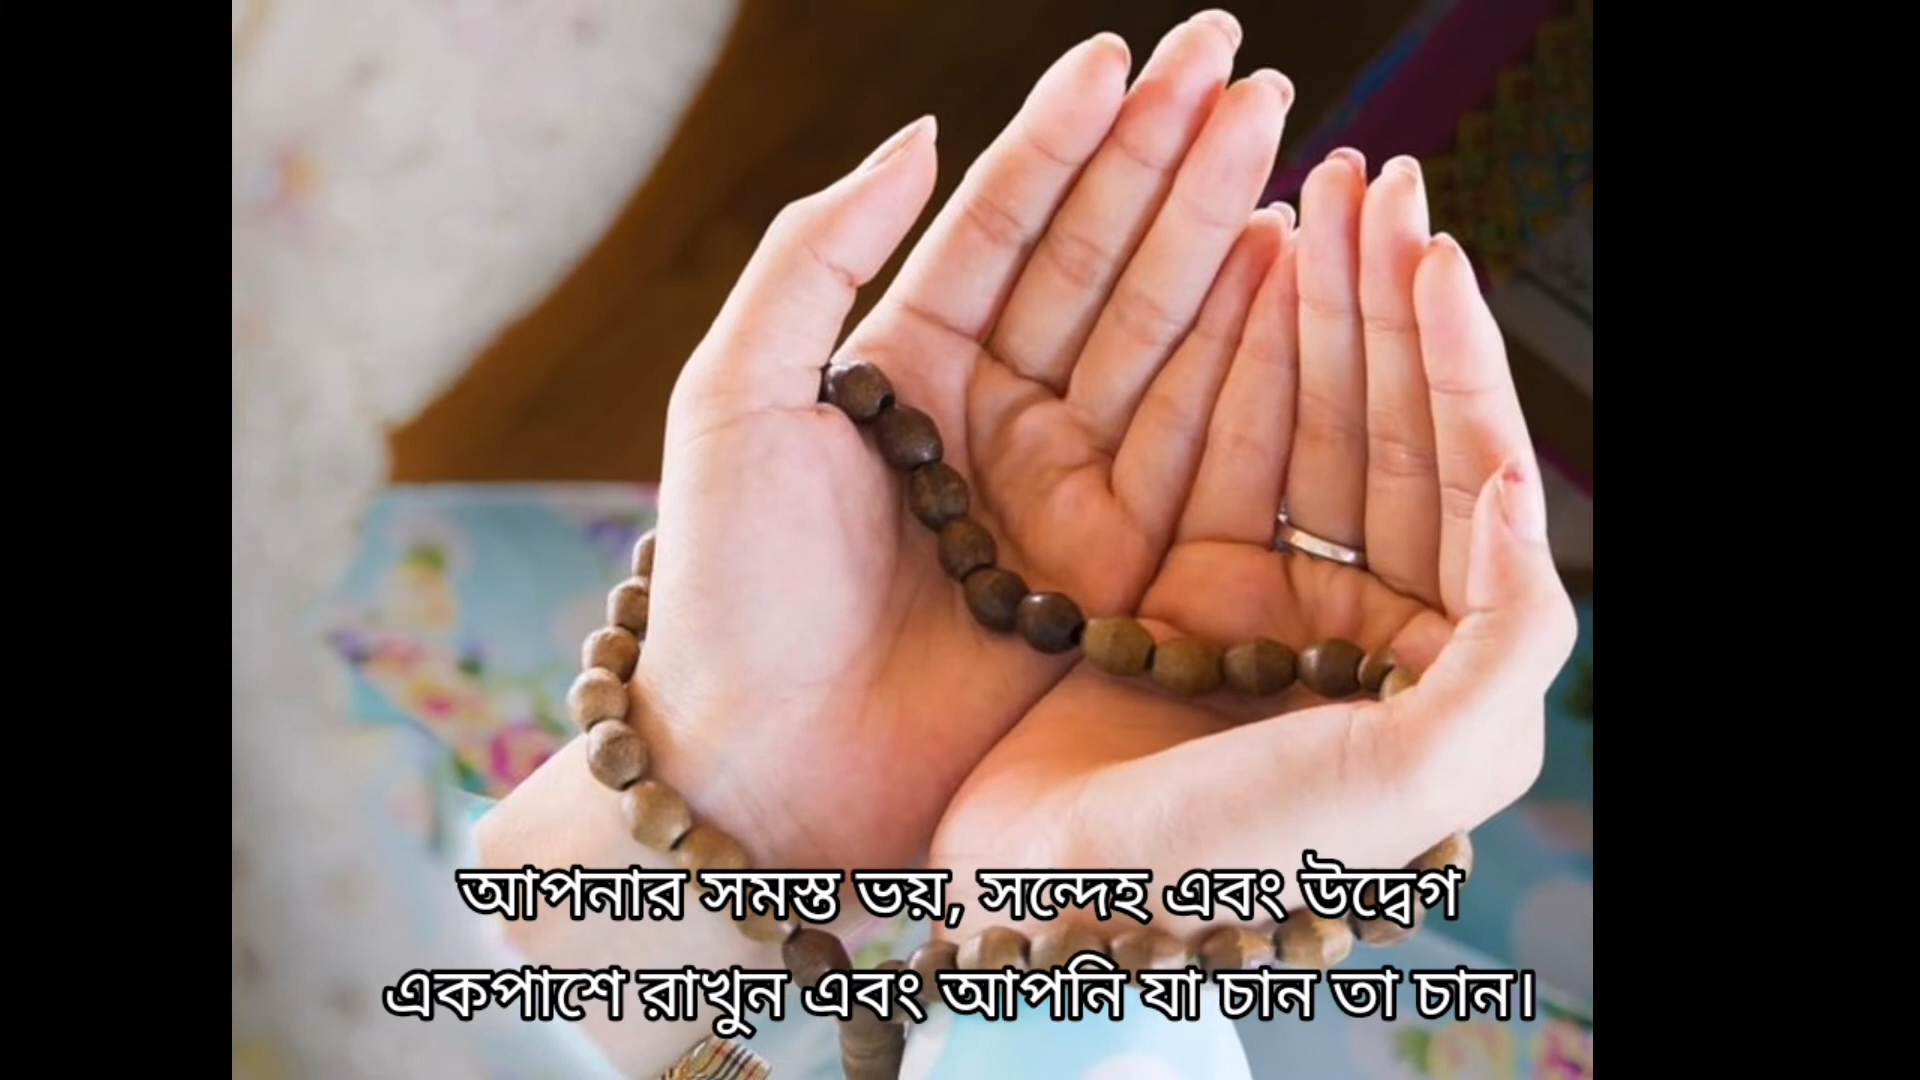 আপনার সমস্ত ভয়, সন্দেহ এবং উদ্বেগ
একপাশে রাখুন এবং আপনি যা চান তা চান।